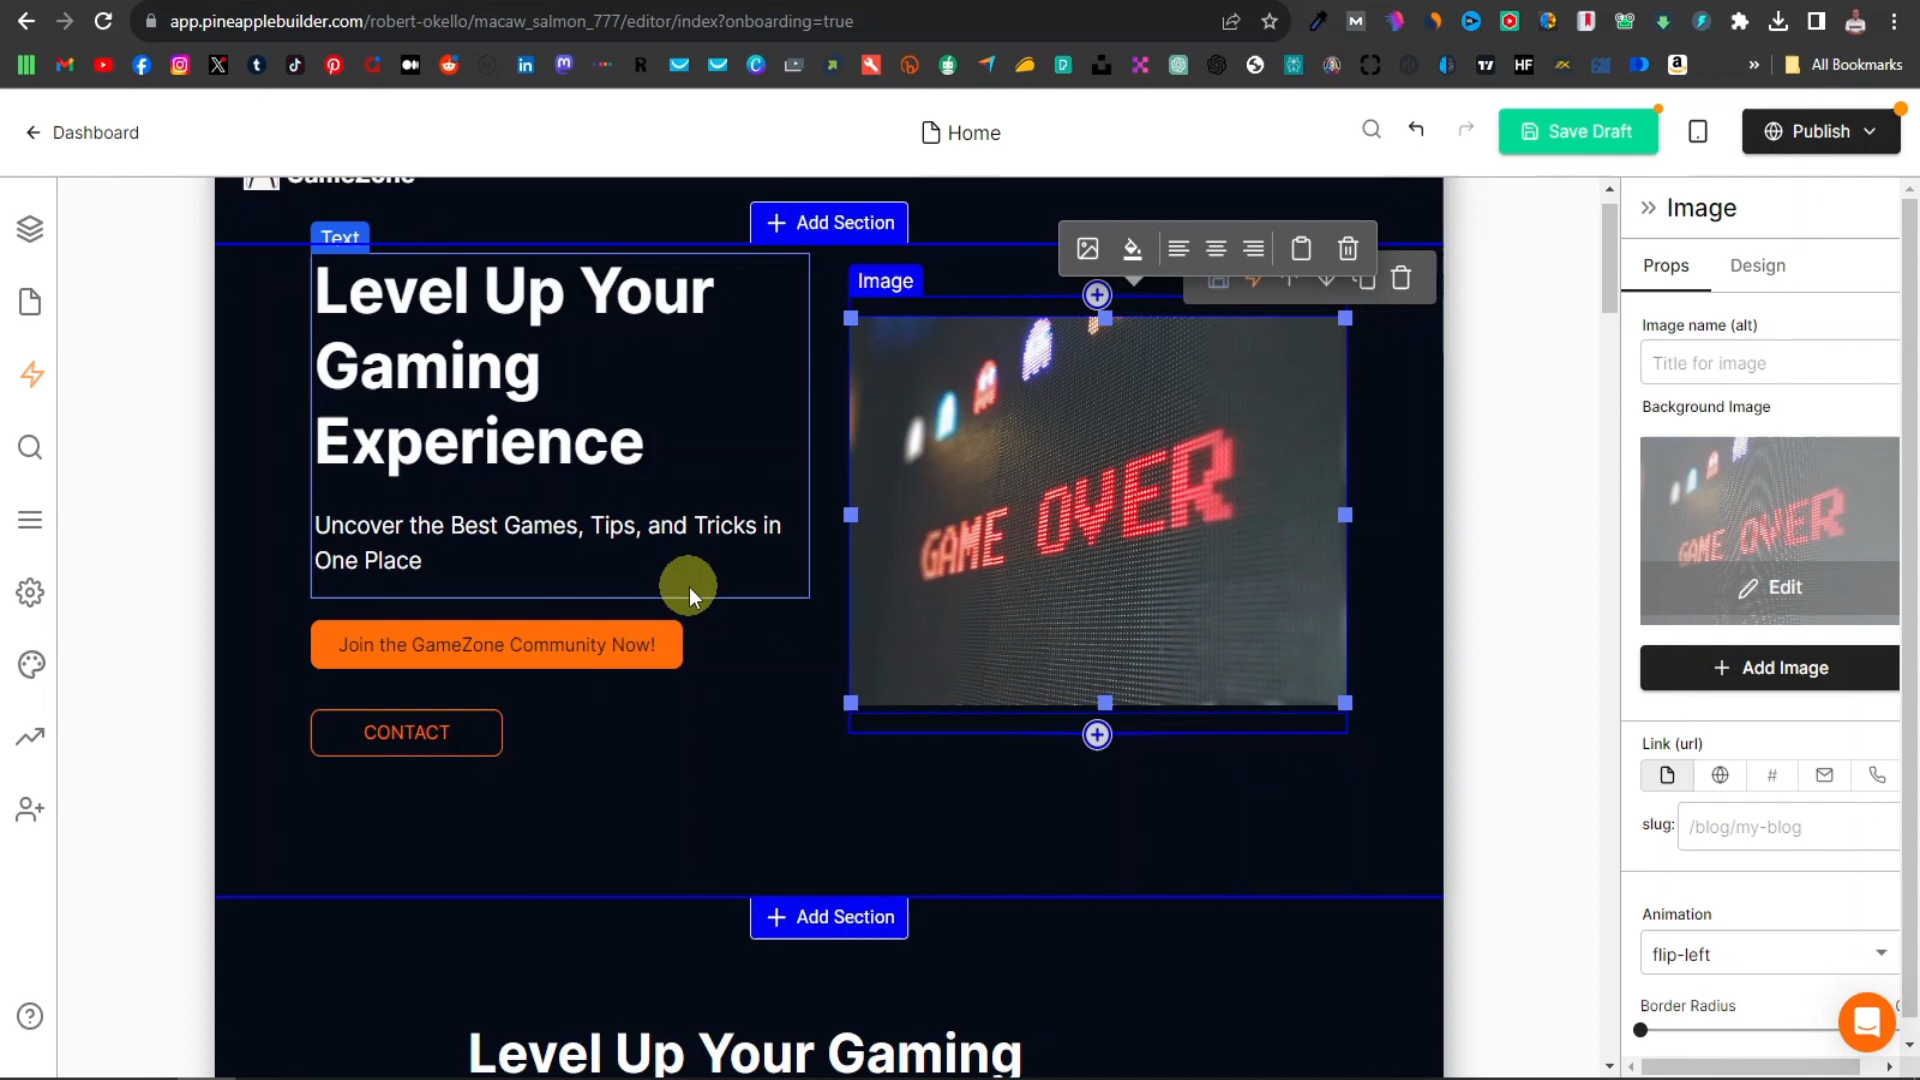 app.pineapplebuilder.com/robert-okello/macaw_salmon_777/editor/index?onboarding=true
All Bookmarks
Dashboard
Home
Save Draft
Publish
GameZone
Add Section
Text
Level Up Your
Gaming
Experience
Uncover the Best Games, Tips, and Tricks in
One Place
Join the GameZone Community Now!
CONTACT
Image
GAME OVER
Add Section
Level Up Your Gaming
Image
Props
Design
Image name (alt)
Title for image
Background Image
GAME OVER
Edit
Add Image
Link (url)
#
slug:
/blog/my-blog
Animation
flip-left
Border Radius